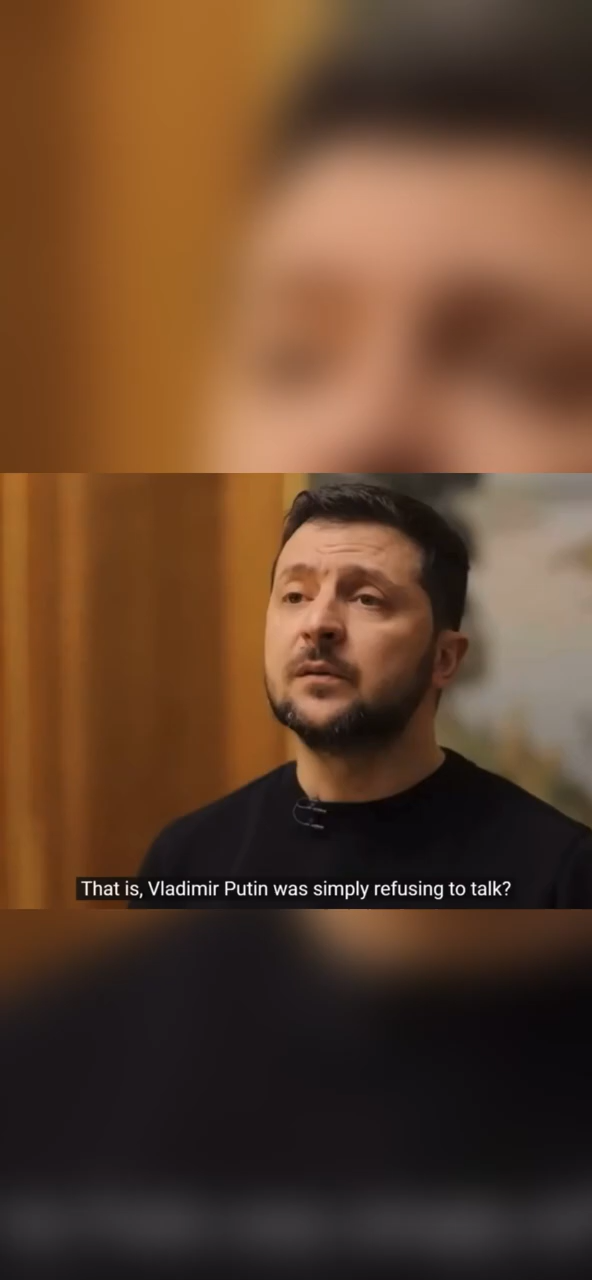 That is, Vladimir Putin was simply refusing to talk?